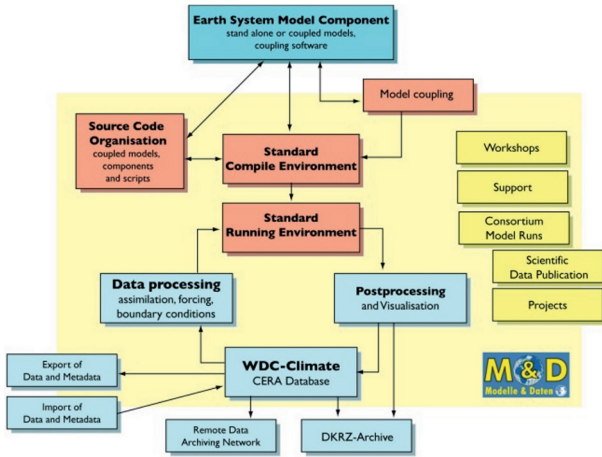 Earth System Model Component
stand alone or coupled models,
coupling software
Model coupling
Source Code
Organisation
coupled models,
components
and scripts
Standard
Compile Environment
Workshops
Support
Standard
Running Environment
Consortium
Model Runs
Scientific
Data Publication
Data processing
assimilation, forcing,
boundary conditions
Postprocessing
and Visualisation
Projects
Export of
Data and Metadata
WDC-Climate
CERA Database
M&D
Modelle & Daten
Import of
Data and Metadata
Remote Data
Archiving Network
DKRZ-Archive